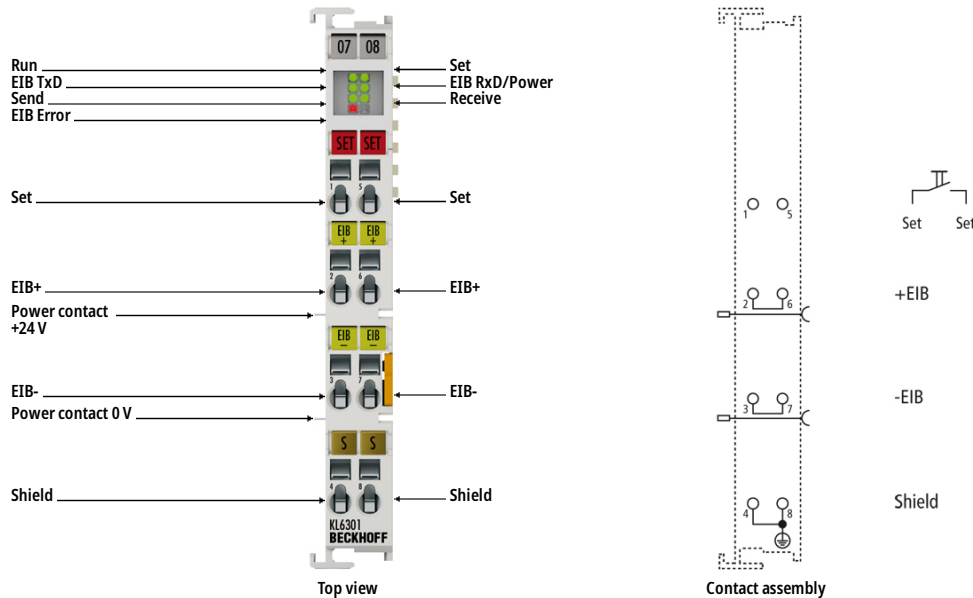 07 08
Run
Set
EIB TxD
EIB RxD/Power
Send
Receive
EIB Error
SET SET
1 5
Set
Set
EIB + EIB +
2 6
EIB+
EIB+
Power contact
+24 V
EIB – EIB –
3 7
EIB-
EIB-
Power contact 0 V
S S
4 8
Shield
Shield
KL6301
BECKHOFF
Top view
1 5
Set Set
2 6
+EIB
3 7
-EIB
4 8
Shield
Contact assembly